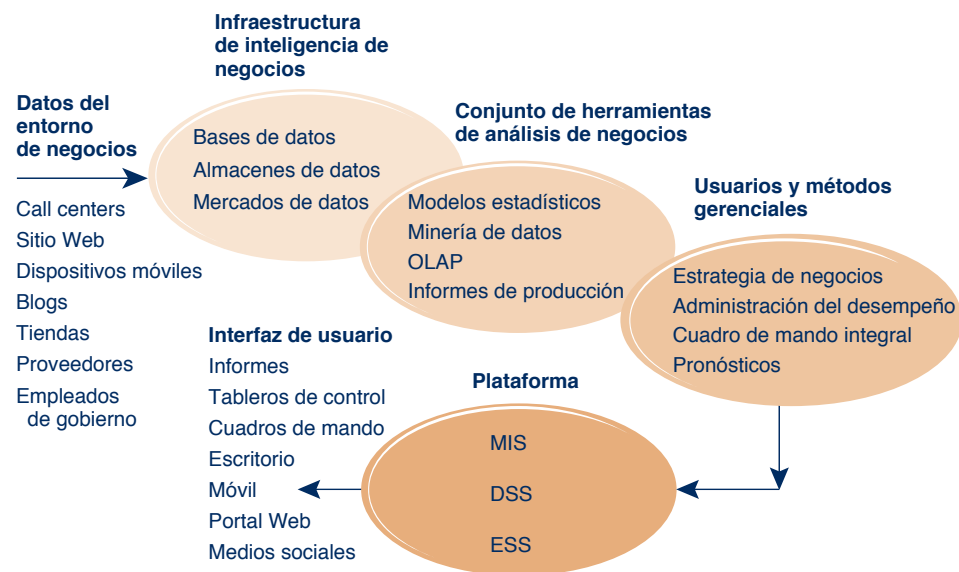 Infraestructura
de inteligencia de
negocios
Datos del
entorno
de negocios
Call centers
Sitio Web
Dispositivos móviles
Blogs
Tiendas
Proveedores
Empleados
de gobierno
Bases de datos
Almacenes de datos
Mercados de datos
Conjunto de herramientas
de análisis de negocios
Modelos estadísticos
Minería de datos
OLAP
Informes de producción
Usuarios y métodos
gerenciales
Estrategia de negocios
Administración del desempeño
Cuadro de mando integral
Pronósticos
Plataforma
MIS
DSS
ESS
Interfaz de usuario
Informes
Tableros de control
Cuadros de mando
Escritorio
Móvil
Portal Web
Medios sociales